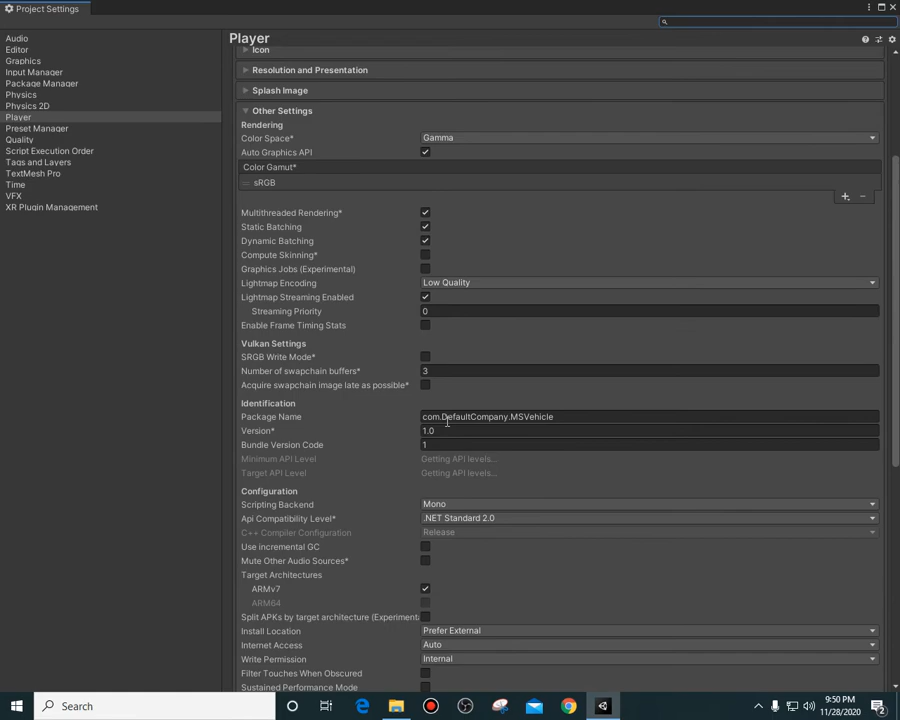 Project Settings
Audio
Editor
Graphics
Input Manager
Package Manager
Physics
Physics 2D
Player
Preset Manager
Quality
Script Execution Order
Tags and Layers
TextMesh Pro
Time
VFX
XR Plugin Management
Player
Icon
Resolution and Presentation
Splash Image
Other Settings
Rendering
Color Space* Gamma
Auto Graphics API
Color Gamut*
sRGB
Multithreaded Rendering*
Static Batching
Dynamic Batching
Compute Skinning*
Graphics Jobs (Experimental)
Lightmap Encoding Low Quality
Lightmap Streaming Enabled
Streaming Priority 0
Enable Frame Timing Stats
Vulkan Settings
SRGB Write Mode*
Number of swapchain buffers* 3
Acquire swapchain image late as possible*
Identification
Package Name com.DefaultCompany.MSVehicle
Version* 1.0
Bundle Version Code 1
Minimum API Level Getting API levels...
Target API Level Getting API levels...
Configuration
Scripting Backend Mono
Api Compatibility Level* .NET Standard 2.0
C++ Compiler Configuration Release
Use incremental GC
Mute Other Audio Sources*
Target Architectures
ARMv7
ARM64
Split APKs by target architecture (Experiment
Install Location Prefer External
Internet Access Auto
Write Permission Internal
Filter Touches When Obscured
Sustained Performance Mode
Search
9:50 PM
11/28/2020
2